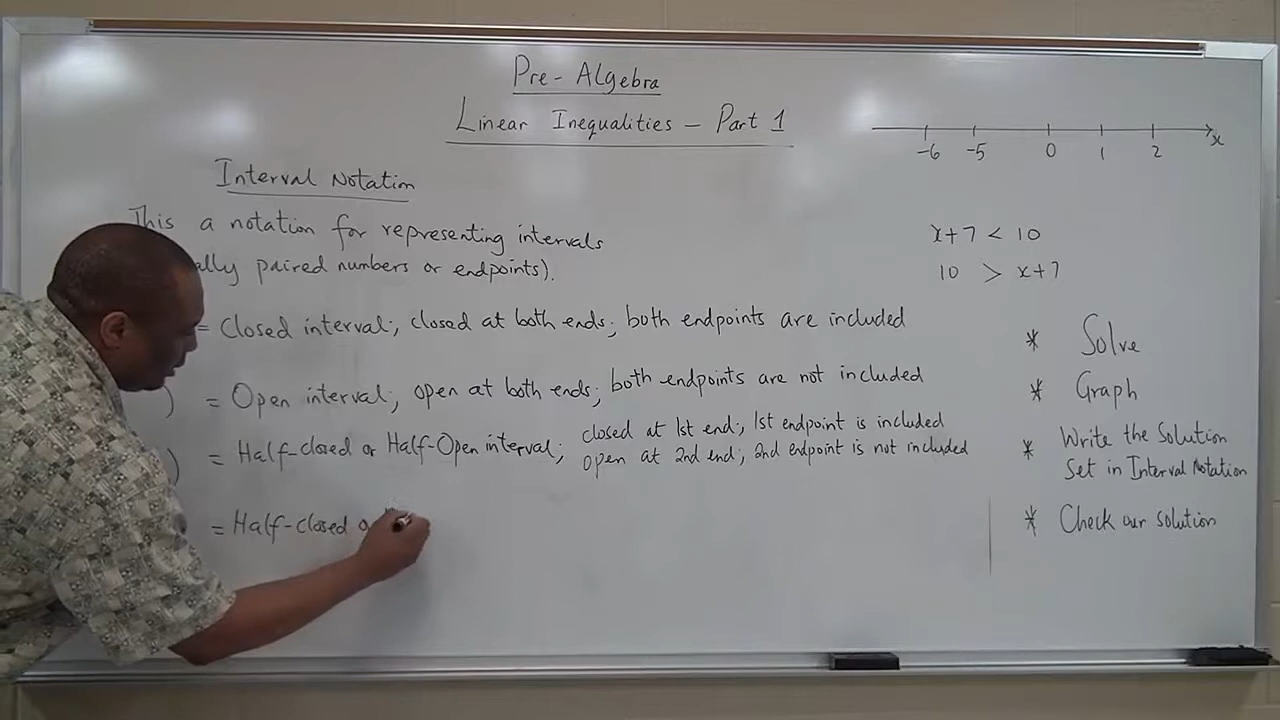 Pre-Algebra
Linear Inequalities - Part 1
Interval Notation
This a notation for representing intervals
paired numbers or endpoints).
= Closed interval; closed at both ends; both endpoints are included
) = Open interval; open at both ends; both endpoints are not included
) = Half-closed or Half-Open interval; closed at 1st end; 1st endpoint is included
open at 2nd end; 2nd endpoint is not included
= Half-closed
-6 -5 0 1 2 x
x+7 < 10
10 > x+7
* Solve
* Graph
* Write the Solution
Set in Interval Notation
* Check our solution